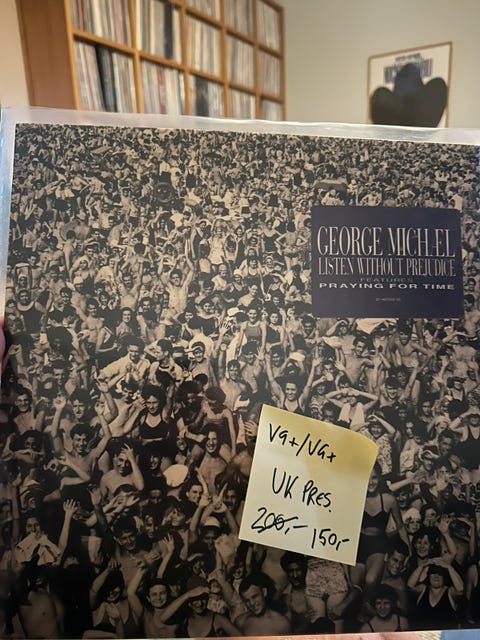 GEORGE MICHAEL
LISTEN WITHOUT PREJUDICE
FEATURES
PRAYING FOR TIME
VG+/VG+
UK PRES.
200,- 150,-